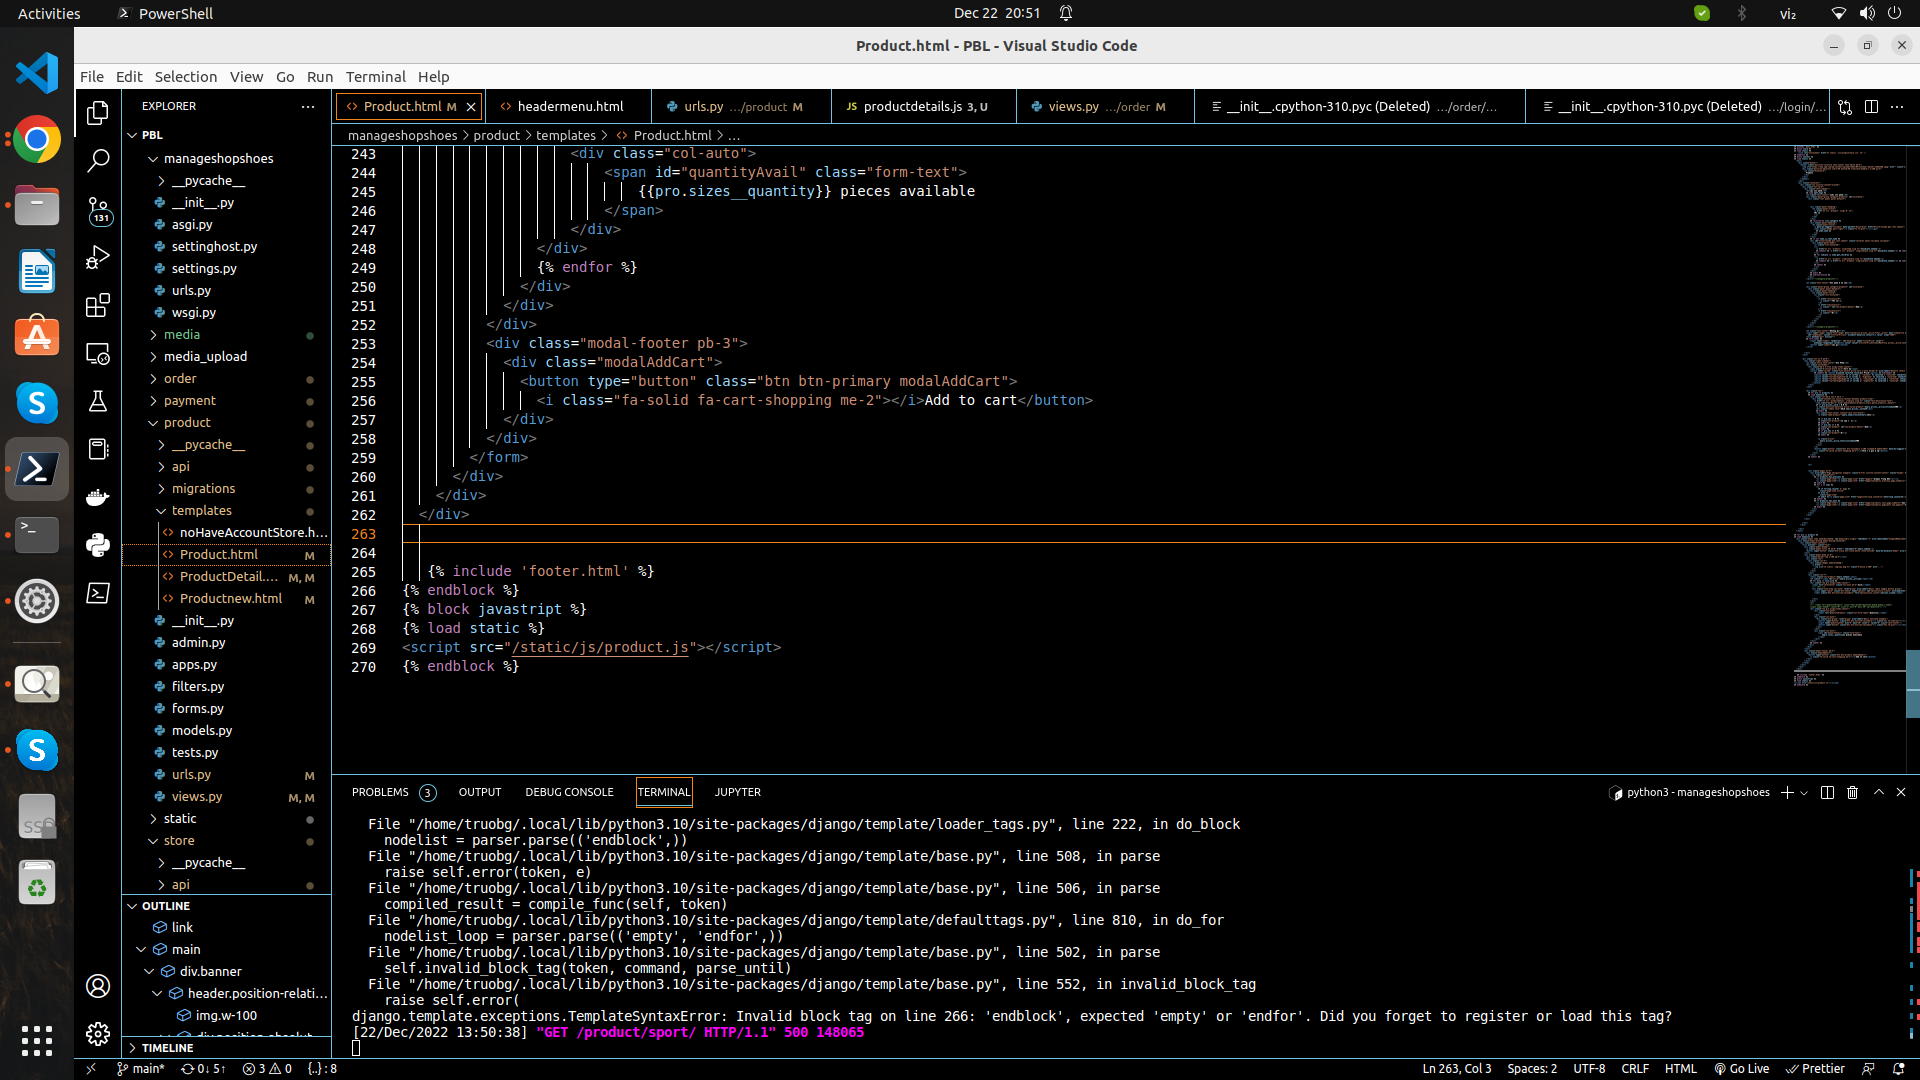 Activities
PowerShell
Dec 22 20:51
vi₂
Product.html - PBL - Visual Studio Code
File Edit Selection View Go Run Terminal Help
EXPLORER
Product.html M
headermenu.html
urls.py .../product M
JS productdetails.js 3, U
views.py .../order M
__init__.cpython-310.pyc (Deleted) .../order/...
__init__.cpython-310.pyc (Deleted) .../login/...
manageshopshoes > product > templates > Product.html > ...
PBL
manageshopshoes
__pycache__
__init__.py
asgi.py
settinghost.py
settings.py
urls.py
wsgi.py
media
media_upload
order
payment
product
__pycache__
api
migrations
templates
noHaveAccountStore.h...
Product.html M
ProductDetail.... M, M
Productnew.html M
__init__.py
admin.py
apps.py
filters.py
forms.py
models.py
tests.py
urls.py M
views.py M, M
static
store
__pycache__
api
OUTLINE
link
main
div.banner
header.position-relati...
img.w-100
TIMELINE
131
243 <div class="col-auto">
244 <span id="quantityAvail" class="form-text">
245 {{pro.sizes__quantity}} pieces available
246 </span>
247 </div>
248 </div>
249 {% endfor %}
250 </div>
251 </div>
252 </div>
253 <div class="modal-footer pb-3">
254 <div class="modalAddCart">
255 <button type="button" class="btn btn-primary modalAddCart">
256 <i class="fa-solid fa-cart-shopping me-2"></i>Add to cart</button>
257 </div>
258 </div>
259 </form>
260 </div>
261 </div>
262 </div>
263
264
265 {% include 'footer.html' %}
266 {% endblock %}
267 {% block javastript %}
268 {% load static %}
269 <script src="/static/js/product.js"></script>
270 {% endblock %}
PROBLEMS 3 OUTPUT DEBUG CONSOLE TERMINAL JUPYTER
python3 - manageshopshoes
File "/home/truobg/.local/lib/python3.10/site-packages/django/template/loader_tags.py", line 222, in do_block
nodelist = parser.parse(('endblock',))
File "/home/truobg/.local/lib/python3.10/site-packages/django/template/base.py", line 508, in parse
raise self.error(token, e)
File "/home/truobg/.local/lib/python3.10/site-packages/django/template/base.py", line 506, in parse
compiled_result = compile_func(self, token)
File "/home/truobg/.local/lib/python3.10/site-packages/django/template/defaulttags.py", line 810, in do_for
nodelist_loop = parser.parse(('empty', 'endfor',))
File "/home/truobg/.local/lib/python3.10/site-packages/django/template/base.py", line 502, in parse
self.invalid_block_tag(token, command, parse_until)
File "/home/truobg/.local/lib/python3.10/site-packages/django/template/base.py", line 552, in invalid_block_tag
raise self.error(
django.template.exceptions.TemplateSyntaxError: Invalid block tag on line 266: 'endblock', expected 'empty' or 'endfor'. Did you forget to register or load this tag?
[22/Dec/2022 13:50:38] "GET /product/sport/ HTTP/1.1" 500 148065
main* 0↓ 5↑ 3 0 {..} : 8
Ln 263, Col 3 Spaces: 2 UTF-8 CRLF HTML Go Live Prettier